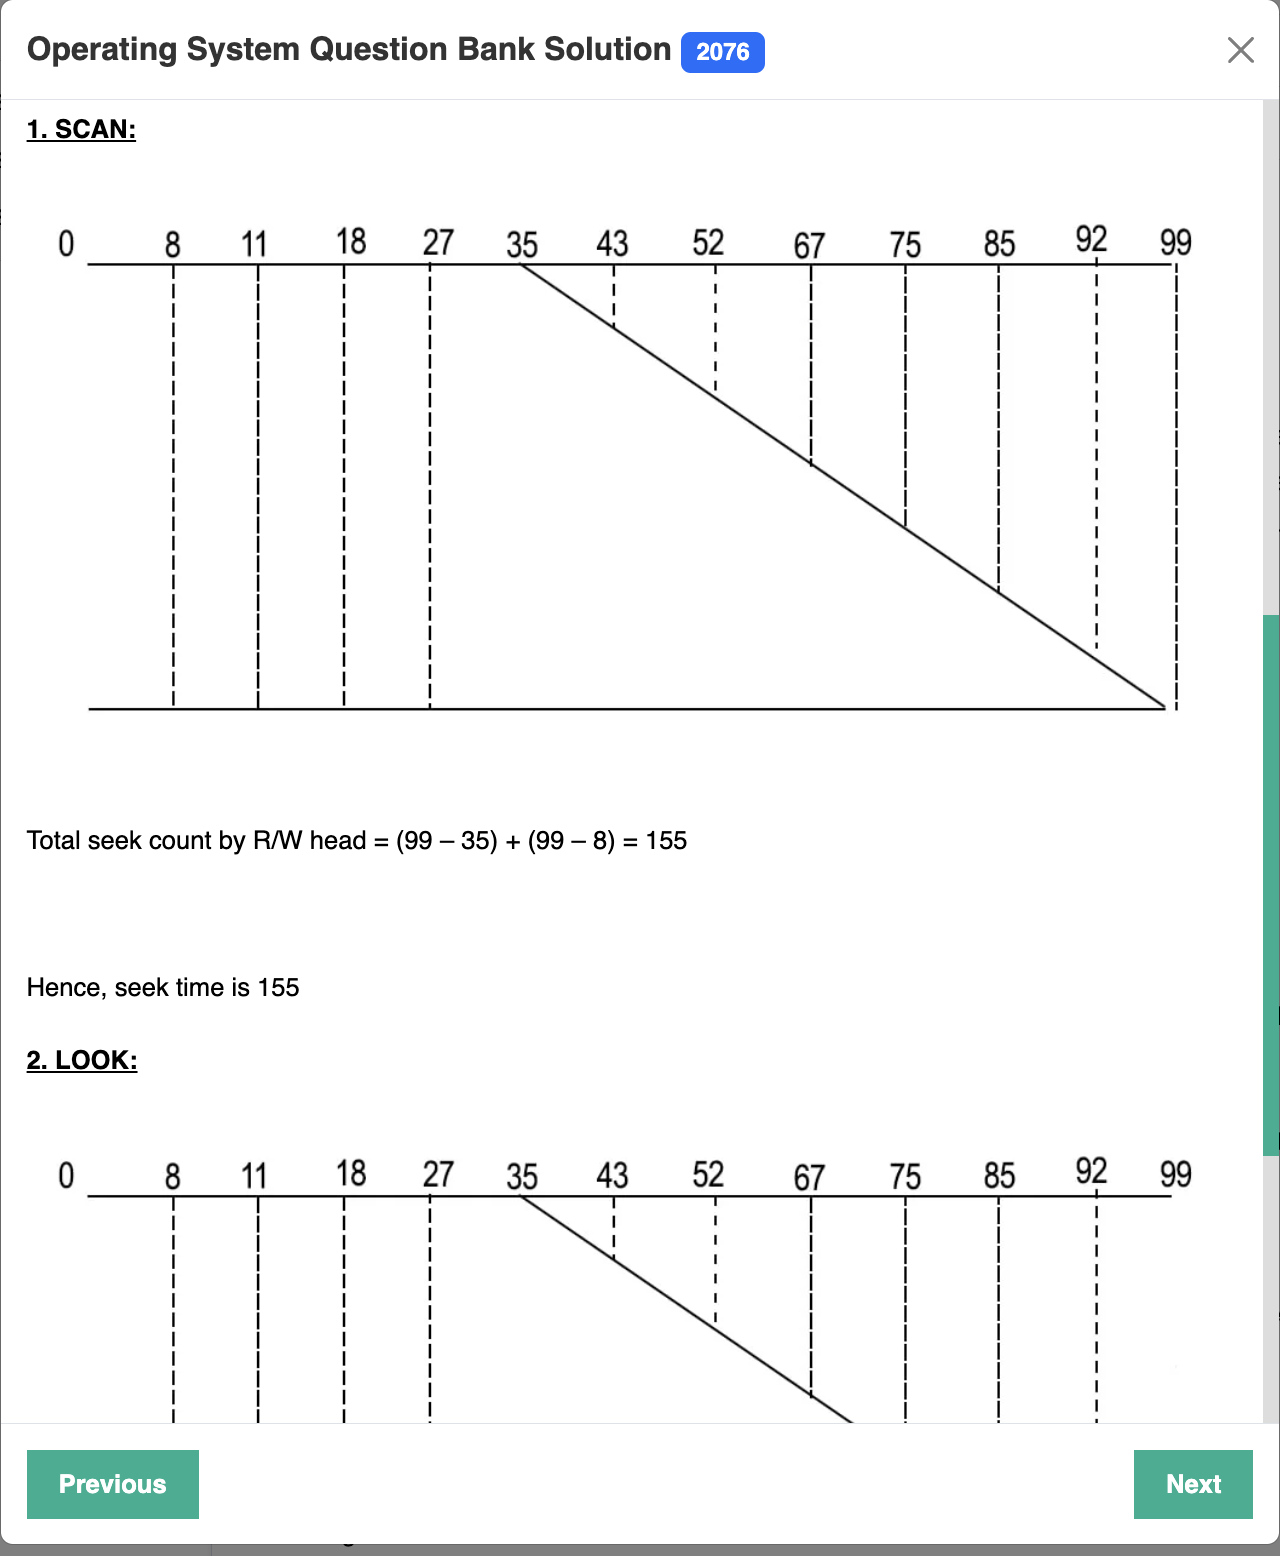 Operating System Question Bank Solution 2076
1. SCAN:
0 8 11 18 27 35 43 52 67 75 85 92 99
Total seek count by R/W head = (99 – 35) + (99 – 8) = 155
Hence, seek time is 155
2. LOOK:
0 8 11 18 27 35 43 52 67 75 85 92 99
Previous Next